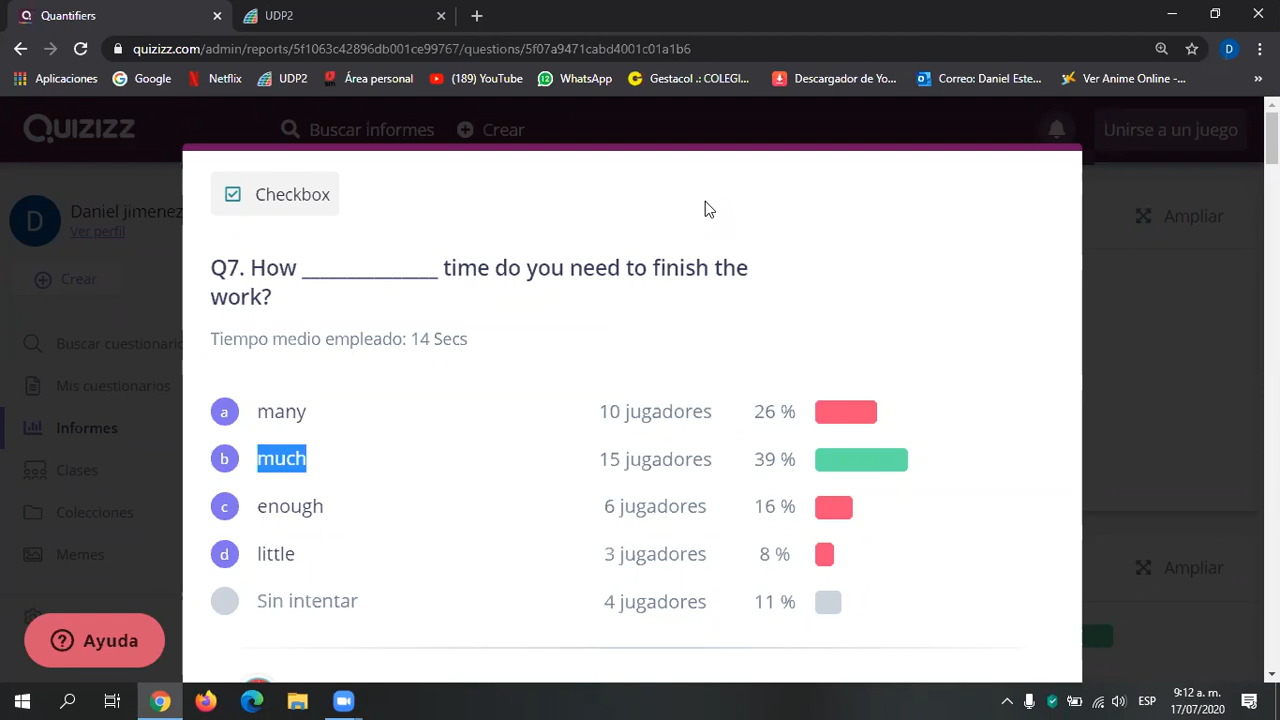 Quantifiers
UDP2
quizizz.com/admin/reports/5f1063c42896db001ce99767/questions/5f07a9471cabd4001c01a1b6
D
Aplicaciones
Google
Netflix
UDP2
Área personal
(189) YouTube
12
WhatsApp
Gestacol .: COLEGI...
Descargador de Yo...
Correo: Daniel Este...
Ver Anime Online -...
»
QUIZIZZ
Buscar informes
Crear
Unirse a un juego
Checkbox
D
Daniel jimenez
Ver perfil
Ampliar
Q7. How ______________ time do you need to finish the
work?
Crear
Tiempo medio empleado: 14 Secs
Buscar cuestionario
Mis cuestionarios
Informes
Clases
Colecciones
Memes
a many 10 jugadores 26 %
b much 15 jugadores 39 %
c enough 6 jugadores 16 %
d little 3 jugadores 8 %
Sin intentar 4 jugadores 11 %
Ampliar
Ayuda
ESP
9:12 a. m.
17/07/2020